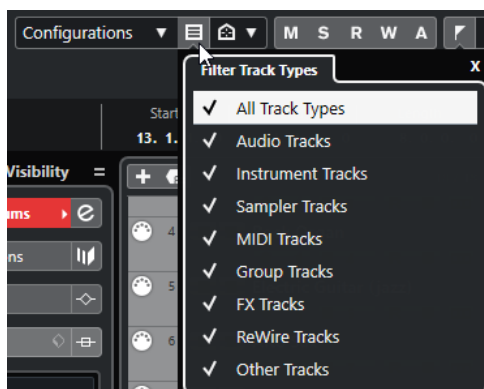 Configurations M S R W A
Filter Track Types X
Start
13. 1.
All Track Types
Audio Tracks
Visibility
Instrument Tracks
Sampler Tracks
4
MIDI Tracks
Group Tracks
5
FX Tracks
6
ReWire Tracks
Other Tracks